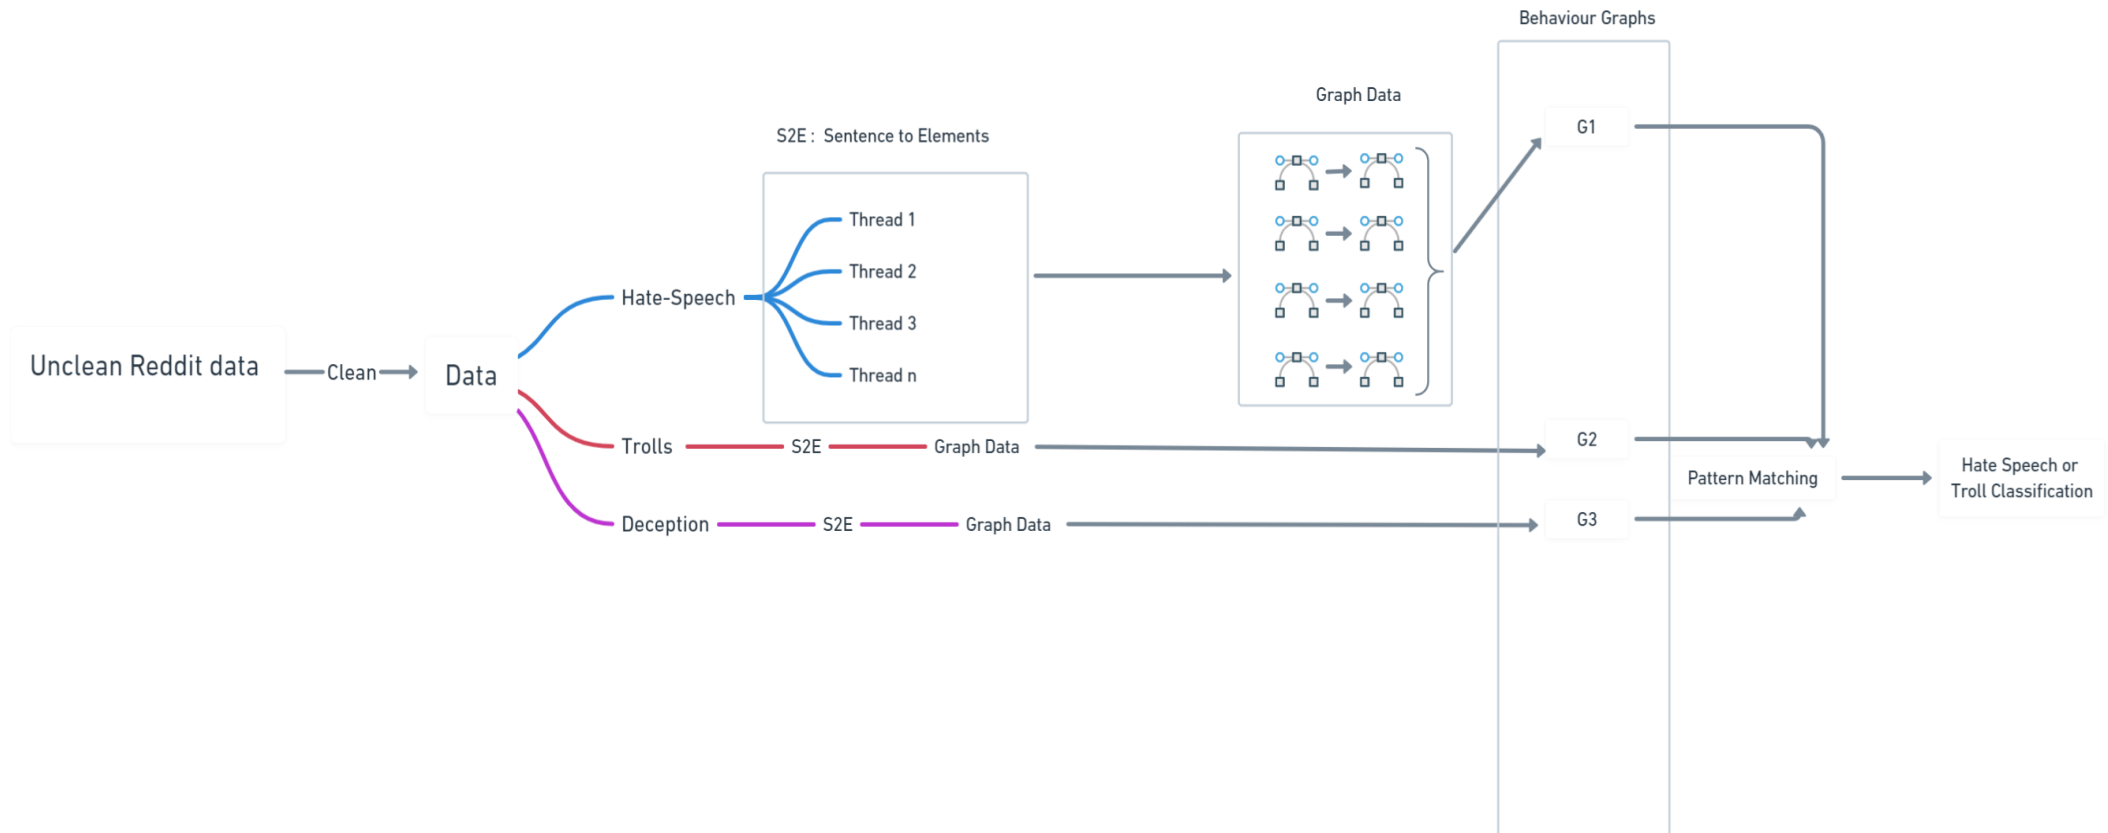 Behaviour Graphs
Graph Data
G1
S2E : Sentence to Elements
Thread 1
Thread 2
Hate-Speech
Thread 3
Unclean Reddit data
Clean
Data
Thread n
Trolls
S2E
Graph Data
G2
Pattern Matching
Hate Speech or
Troll Classification
Deception
S2E
Graph Data
G3